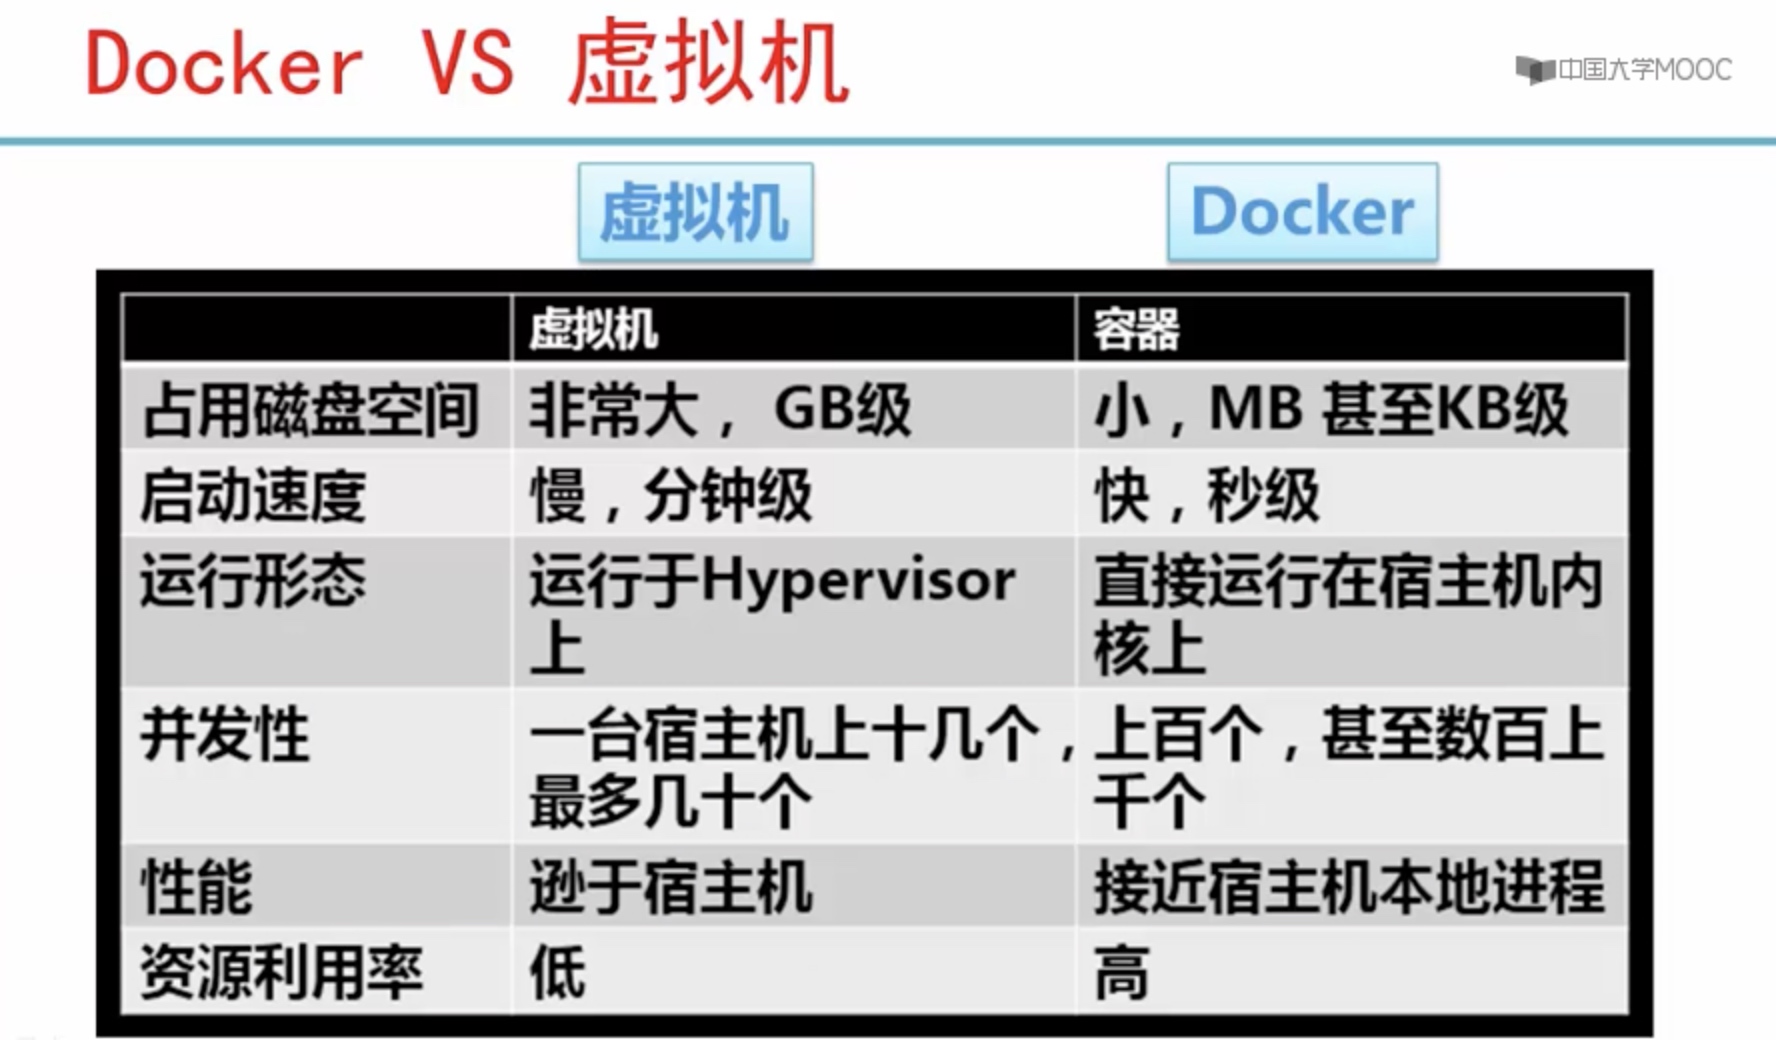 Docker VS 虚拟机
中国大学MOOC
虚拟机 Docker
虚拟机 容器
占用磁盘空间 非常大， GB级 小，MB 甚至KB级
启动速度 慢，分钟级 快，秒级
运行形态 运行于Hypervisor 直接运行在宿主机内
上 核上
并发性 一台宿主机上十几个， 上百个，甚至数百上
最多几十个 千个
性能 逊于宿主机 接近宿主机本地进程
资源利用率 低 高